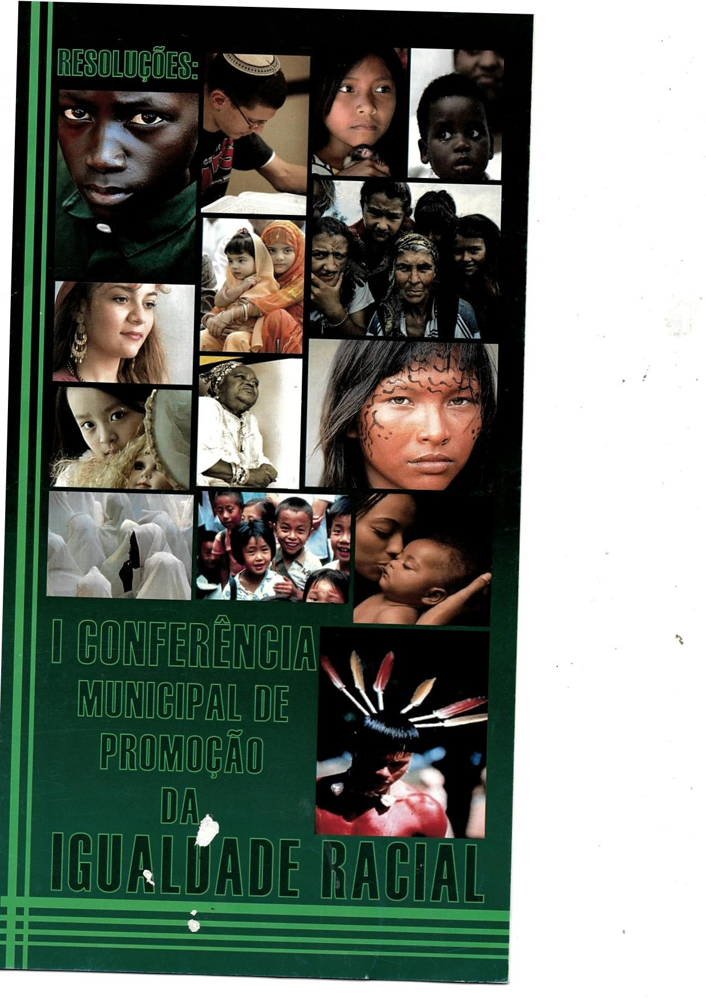 RESOLUÇÕES:
I CONFERÊNCIA
MUNICIPAL DE
PROMOÇÃO
DA
IGUALDADE RACIAL